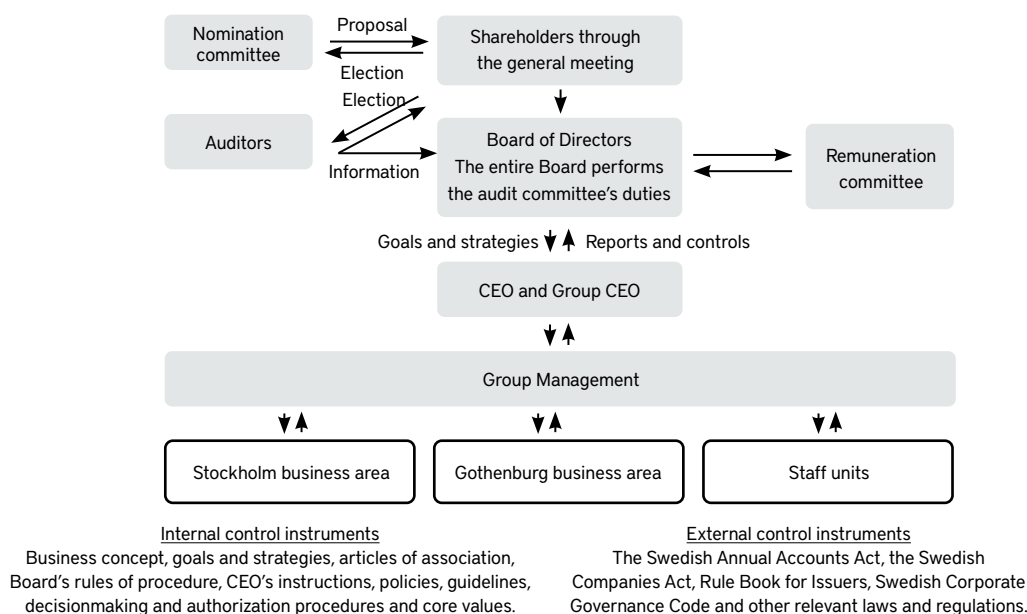 Nomination
committee
Proposal
Shareholders through
the general meeting
Election
Election
Auditors
Information
Board of Directors
The entire Board performs
the audit committee's duties
Remuneration
committee
Goals and strategies
Reports and controls
CEO and Group CEO
Group Management
Stockholm business area
Gothenburg business area
Staff units
Internal control instruments
Business concept, goals and strategies, articles of association,
Board's rules of procedure, CEO's instructions, policies, guidelines,
decisionmaking and authorization procedures and core values.
External control instruments
The Swedish Annual Accounts Act, the Swedish
Companies Act, Rule Book for Issuers, Swedish Corporate
Governance Code and other relevant laws and regulations.